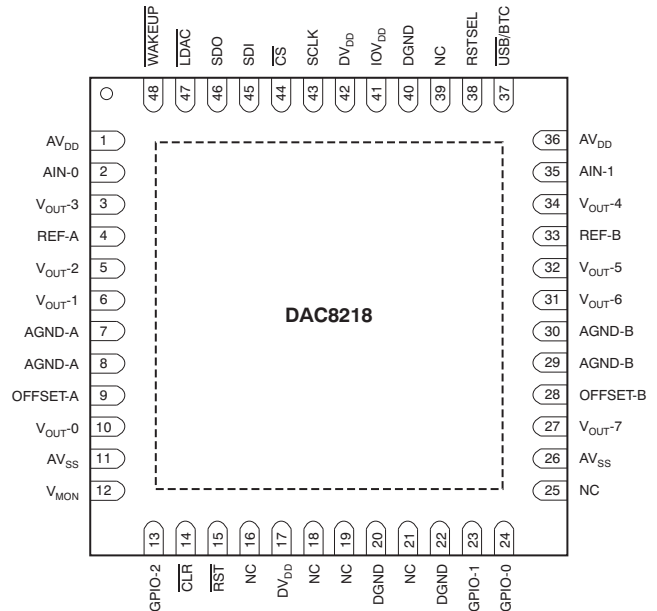 WAKEUP
LDAC
SDO
SDI
CS
SCLK
DVDD
IOVDD
DGND
NC
RSTSEL
USB/BTC
48
47
46
45
44
43
42
41
40
39
38
37
AVDD 1
AIN-0 2
VOUT-3 3
REF-A 4
VOUT-2 5
VOUT-1 6
AGND-A 7
AGND-A 8
OFFSET-A 9
VOUT-0 10
AVSS 11
VMON 12
DAC8218
36 AVDD
35 AIN-1
34 VOUT-4
33 REF-B
32 VOUT-5
31 VOUT-6
30 AGND-B
29 AGND-B
28 OFFSET-B
27 VOUT-7
26 AVSS
25 NC
13
14
15
16
17
18
19
20
21
22
23
24
GPIO-2
CLR
RST
NC
DVDD
NC
NC
DGND
NC
DGND
GPIO-1
GPIO-0